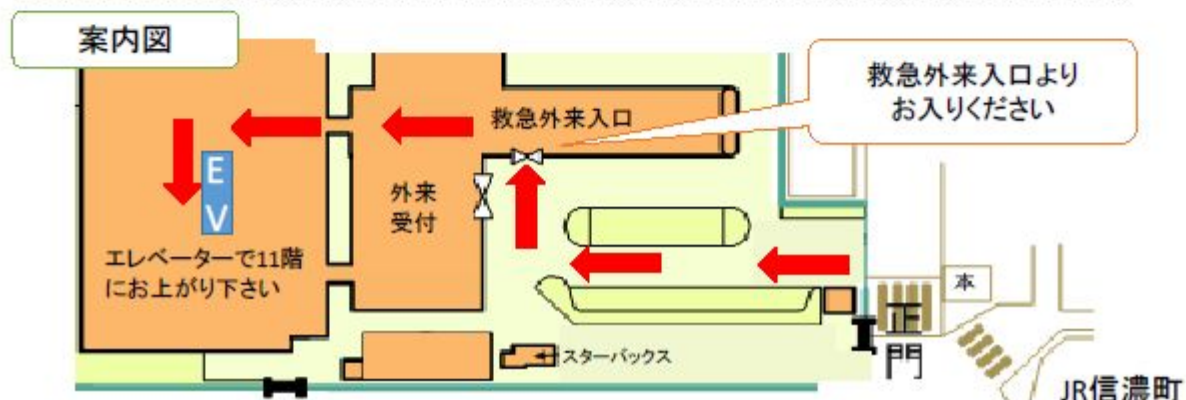 案内図
救急外来入口より
お入りください
救急外来入口
E
V
外来
受付
エレベーターで11階
にお上がり下さい
本
正
門
スターバックス
JR信濃町